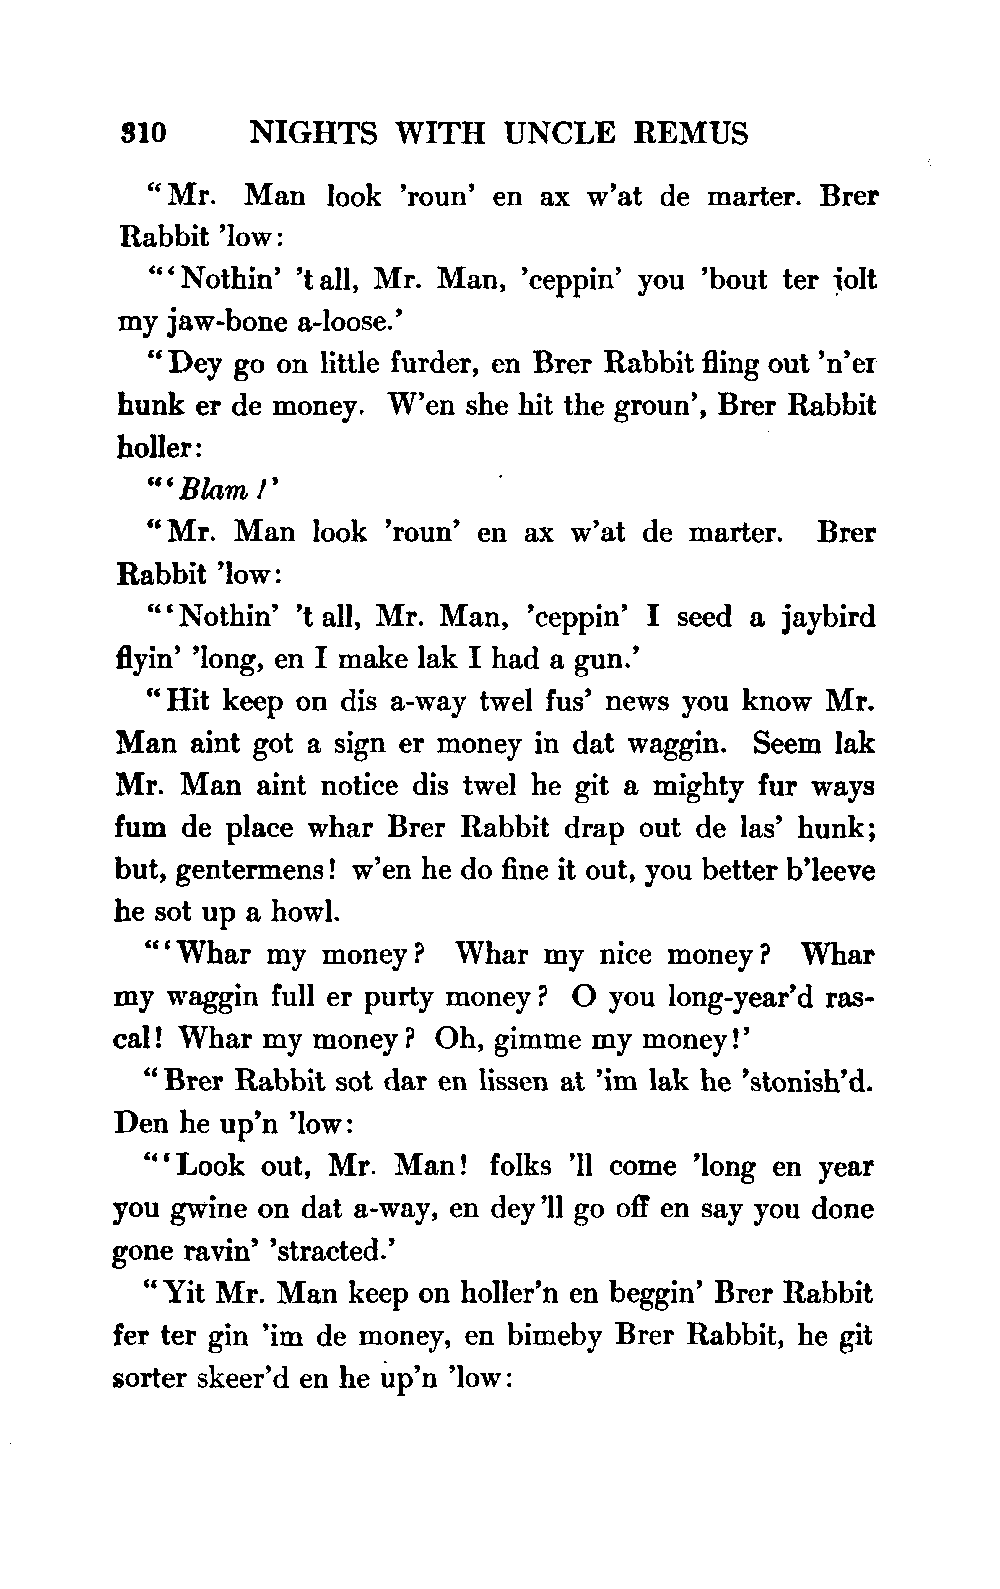 310 NIGHTS WITH UNCLE REMUS
“Mr. Man look ’roun’ en ax w’at de marter. Brer
Rabbit ’low:
“‘Nothin’ ’t all, Mr. Man, ’ceppin’ you ’bout ter jolt
my jaw-bone a-loose.’
“Dey go on little furder, en Brer Rabbit fling out ’n’er
hunk er de money. W’en she hit the groun’, Brer Rabbit
holler:
“‘Blam!’
“Mr. Man look ’roun’ en ax w’at de marter. Brer
Rabbit ’low:
“‘Nothin’ ’t all, Mr. Man, ’ceppin’ I seed a jaybird
flyin’ ’long, en I make lak I had a gun.’
“Hit keep on dis a-way twel fus’ news you know Mr.
Man aint got a sign er money in dat waggin. Seem lak
Mr. Man aint notice dis twel he git a mighty fur ways
fum de place whar Brer Rabbit drap out de las’ hunk;
but, gentermens! w’en he do fine it out, you better b’leeve
he sot up a howl.
“‘Whar my money? Whar my nice money? Whar
my waggin full er purty money? O you long-year’d ras-
cal! Whar my money? Oh, gimme my money!’
“Brer Rabbit sot dar en lissen at ’im lak he ’stonish’d.
Den he up’n ’low:
“‘Look out, Mr. Man! folks ’ll come ’long en year
you gwine on dat a-way, en dey ’ll go off en say you done
gone ravin’ ’stracted.’
“Yit Mr. Man keep on holler’n en beggin’ Brer Rabbit
fer ter gin ’im de money, en bimeby Brer Rabbit, he git
sorter skeer’d en he up’n ’low: